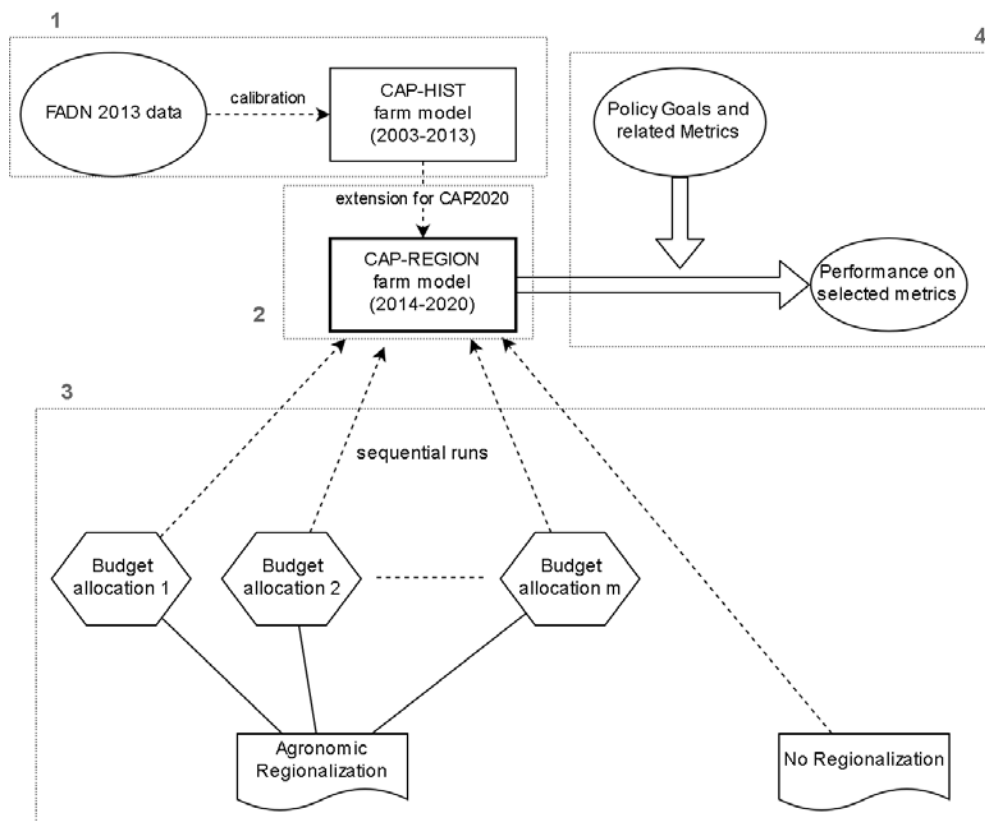 1
4
FADN 2013 data
calibration
CAP-HIST
farm model
(2003-2013)
Policy Goals and
related Metrics
extension for CAP2020
CAP-REGION
farm model
(2014-2020)
Performance on
selected metrics
2
3
sequential runs
Budget
allocation 1
Budget
allocation 2
Budget
allocation m
Agronomic
Regionalization
No Regionalization